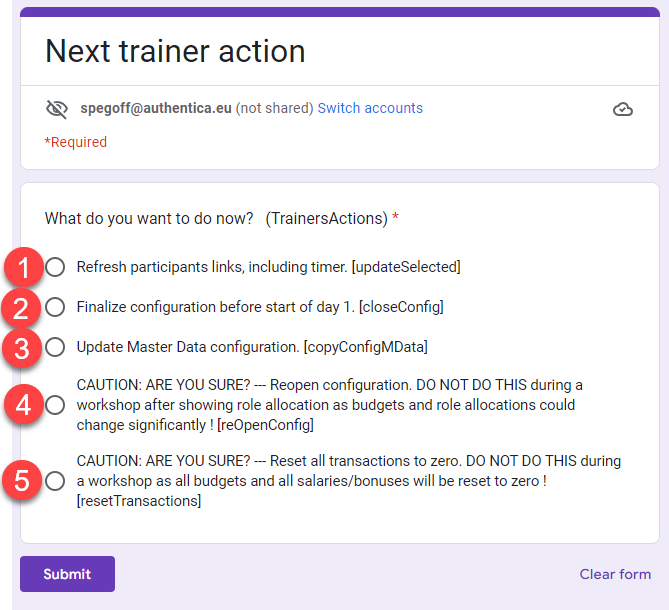 Next trainer action
spegoff@authentica.eu (not shared) Switch accounts
*Required
What do you want to do now? (TrainersActions) *
1 Refresh participants links, including timer. [updateSelected]
2 Finalize configuration before start of day 1. [closeConfig]
3 Update Master Data configuration. [copyConfigMData]
CAUTION: ARE YOU SURE? --- Reopen configuration. DO NOT DO THIS during a
4 workshop after showing role allocation as budgets and role allocations could
change significantly ! [reOpenConfig]
CAUTION: ARE YOU SURE? --- Reset all transactions to zero. DO NOT DO THIS during
5 a workshop as all budgets and all salaries/bonuses will be reset to zero !
[resetTransactions]
Submit Clear form